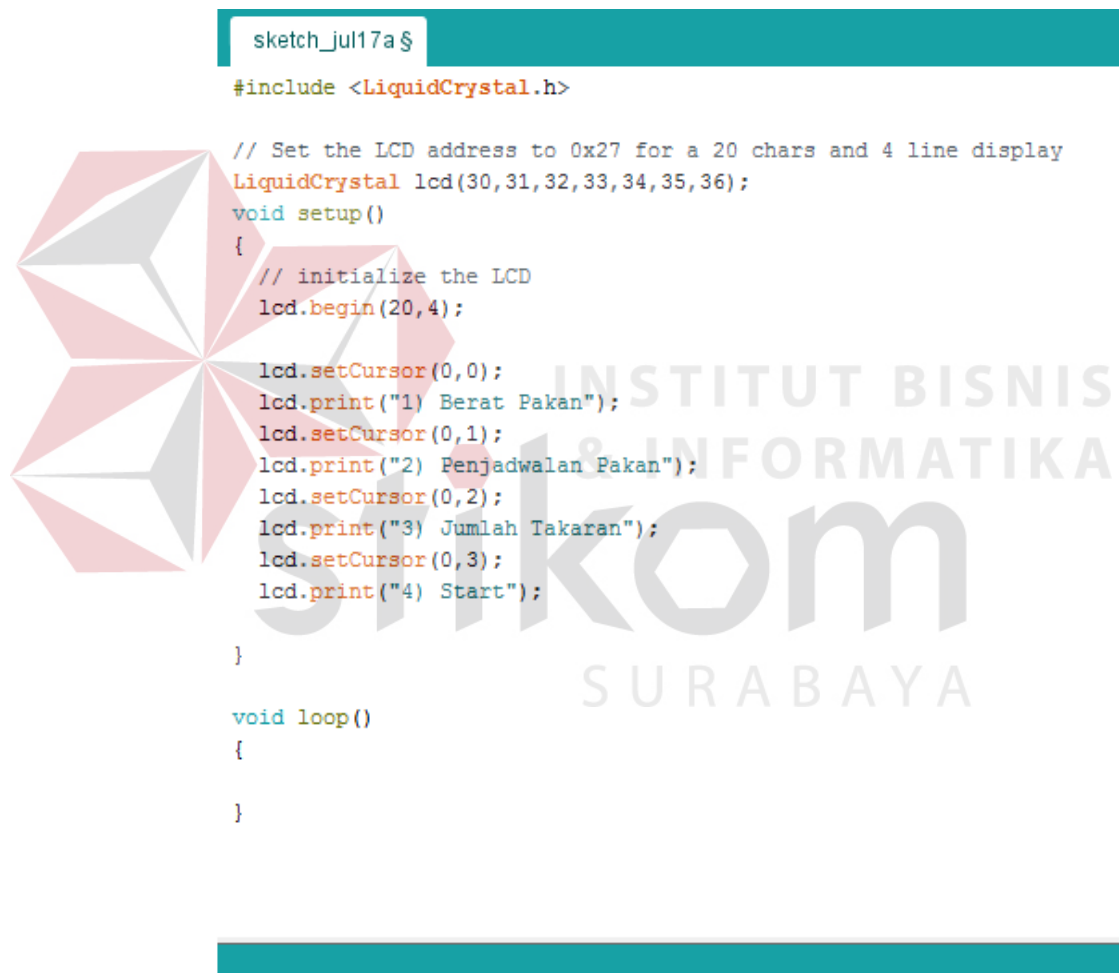 sketch_jul17a §
#include <LiquidCrystal.h>
// Set the LCD address to 0x27 for a 20 chars and 4 line display
LiquidCrystal lcd(30,31,32,33,34,35,36);
void setup()
{
// initialize the LCD
lcd.begin(20,4);
lcd.setCursor(0,0);
lcd.print("1) Berat Pakan");
lcd.setCursor(0,1);
lcd.print("2) Penjadwalan Pakan");
lcd.setCursor(0,2);
lcd.print("3) Jumlah Takaran");
lcd.setCursor(0,3);
lcd.print("4) Start");
}
void loop()
{
}
INSTITUT BISNIS
& INFORMATIKA
stikom
SURABAYA